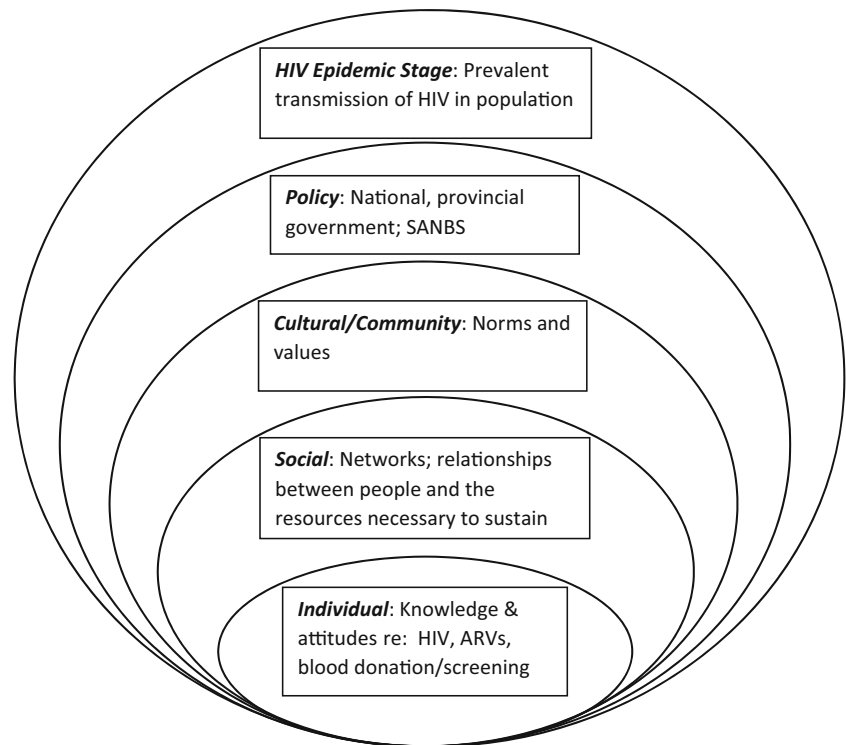 HIV Epidemic Stage: Prevalent
transmission of HIV in population
Policy: National, provincial
government; SANBS
Cultural/Community: Norms and
values
Social: Networks; relationships
between people and the
resources necessary to sustain
Individual: Knowledge &
attitudes re:  HIV, ARVs,
blood donation/screening